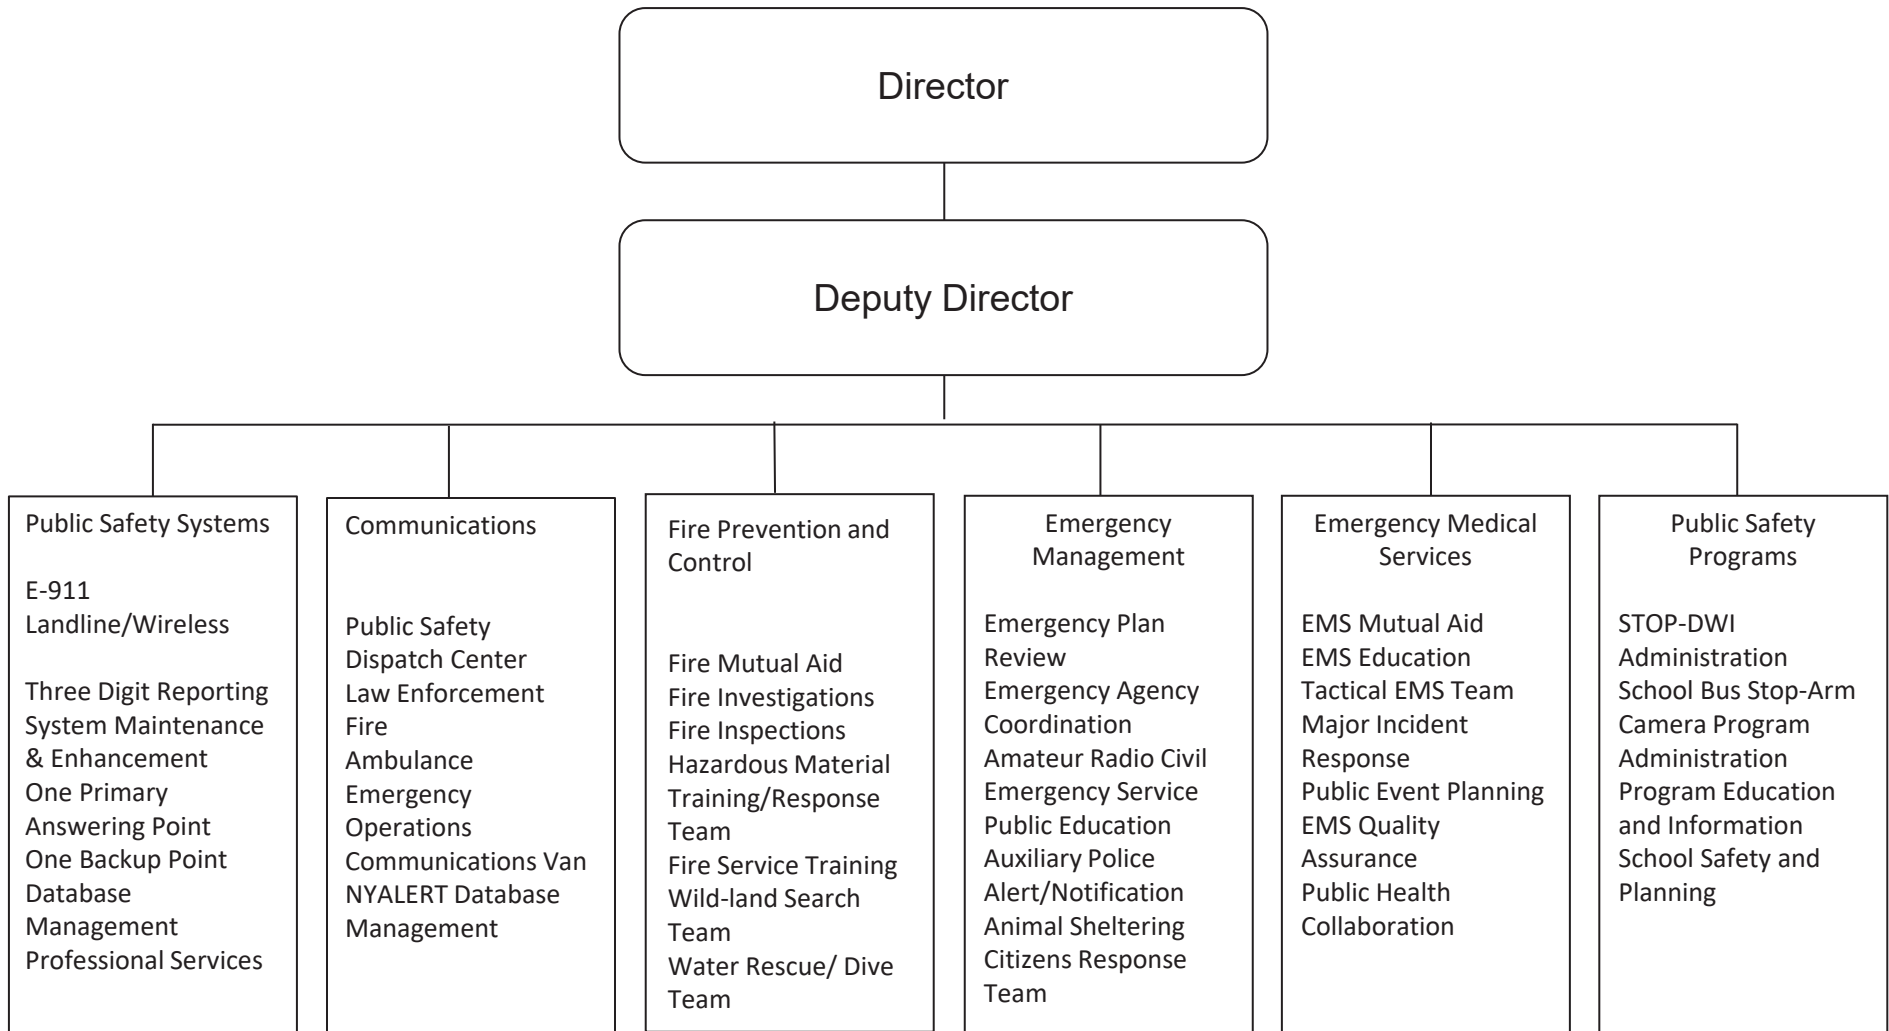 Director
Deputy Director
Public Safety Systems
E-911
Landline/Wireless
Three Digit Reporting
System Maintenance
& Enhancement
One Primary
Answering Point
One Backup Point
Database
Management
Professional Services
Communications
Public Safety
Dispatch Center
Law Enforcement
Fire
Ambulance
Emergency
Operations
Communications Van
NYALERT Database
Management
Fire Prevention and
Control
Fire Mutual Aid
Fire Investigations
Fire Inspections
Hazardous Material
Training/Response
Team
Fire Service Training
Wild-land Search
Team
Water Rescue/ Dive
Team
Emergency
Management
Emergency Plan
Review
Emergency Agency
Coordination
Amateur Radio Civil
Emergency Service
Public Education
Auxiliary Police
Alert/Notification
Animal Sheltering
Citizens Response
Team
Emergency Medical
Services
EMS Mutual Aid
EMS Education
Tactical EMS Team
Major Incident
Response
Public Event Planning
EMS Quality
Assurance
Public Health
Collaboration
Public Safety
Programs
STOP-DWI
Administration
School Bus Stop-Arm
Camera Program
Administration
Program Education
and Information
School Safety and
Planning